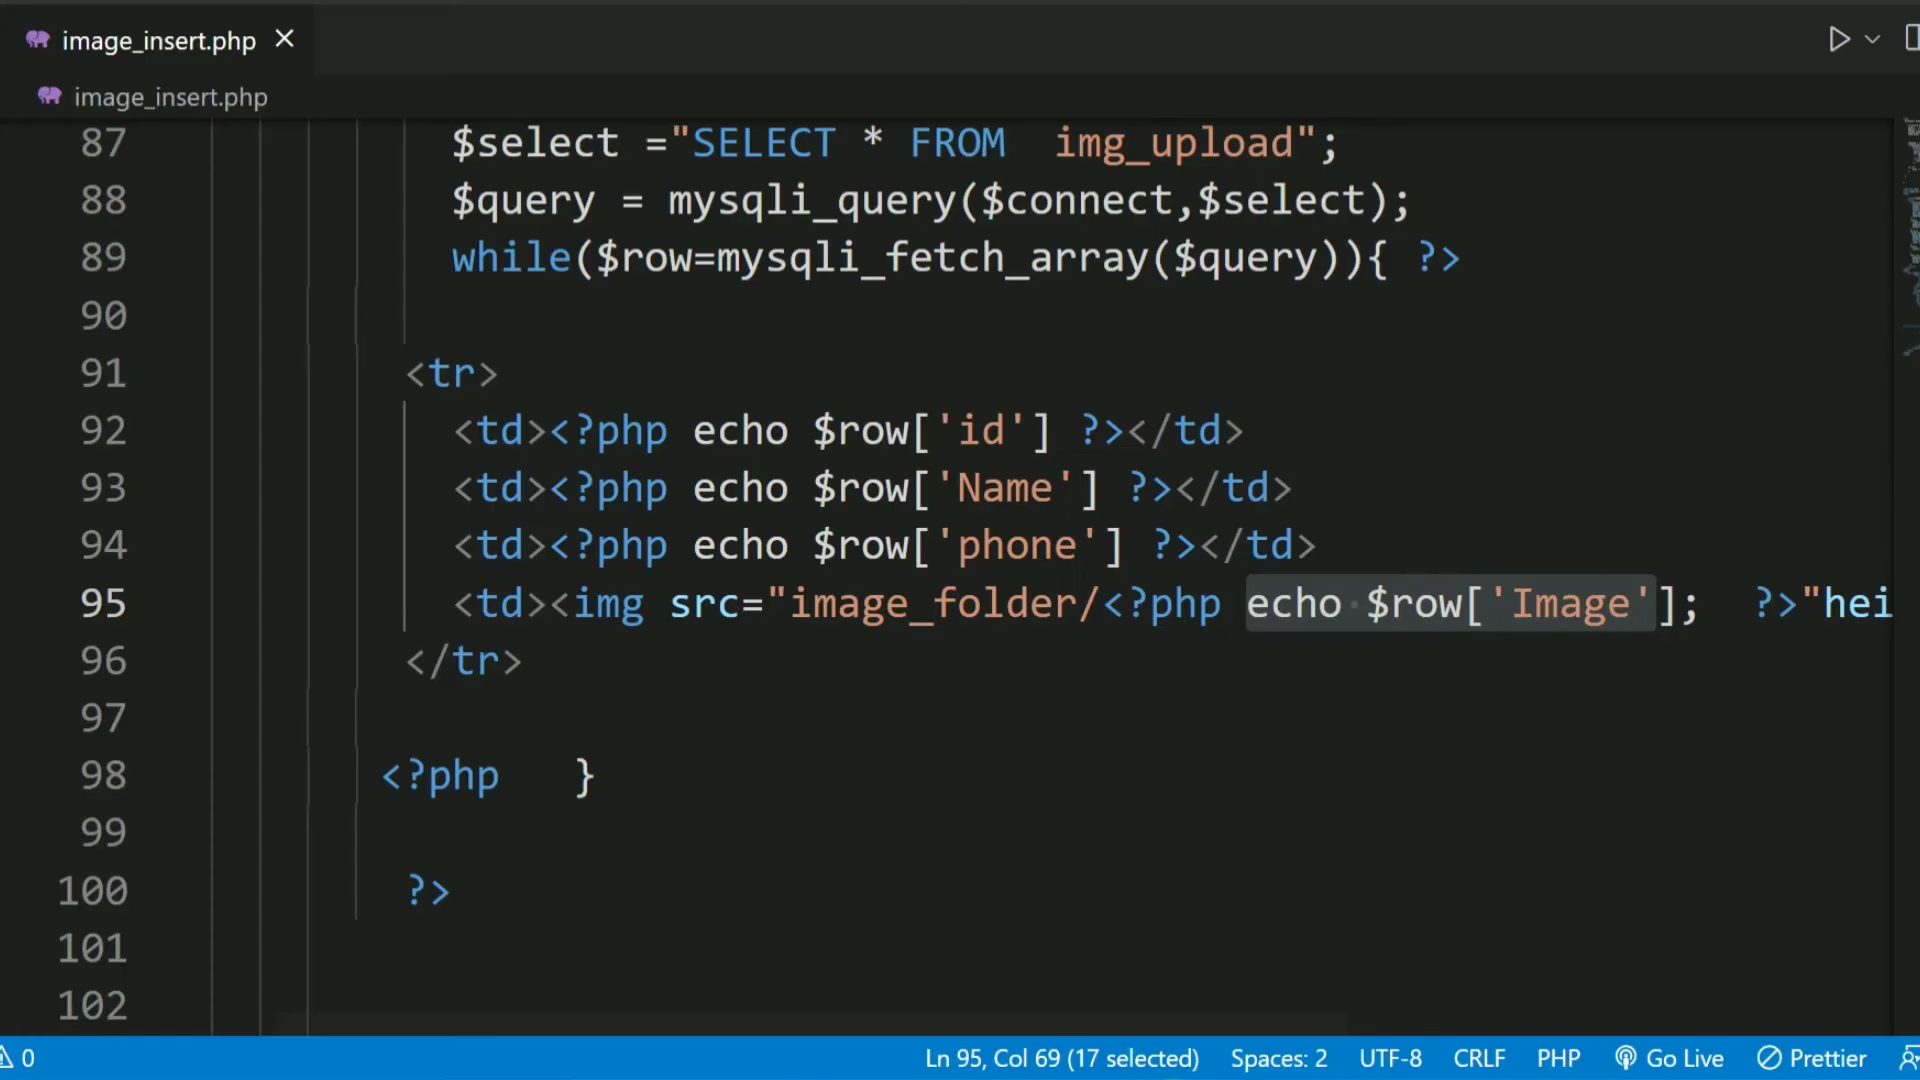 image_insert.php
image_insert.php
87 $select ="SELECT * FROM  img_upload";
88 $query = mysqli_query($connect,$select);
89 while($row=mysqli_fetch_array($query)){ ?>
90
91 <tr>
92 <td><?php echo $row['id'] ?></td>
93 <td><?php echo $row['Name'] ?></td>
94 <td><?php echo $row['phone'] ?></td>
95 <td><img src="image_folder/<?php echo $row['Image'];  ?>"hei
96 </tr>
97
98 <?php   }
99
100 ?>
101
102
0 Ln 95, Col 69 (17 selected) Spaces: 2 UTF-8 CRLF PHP Go Live Prettier